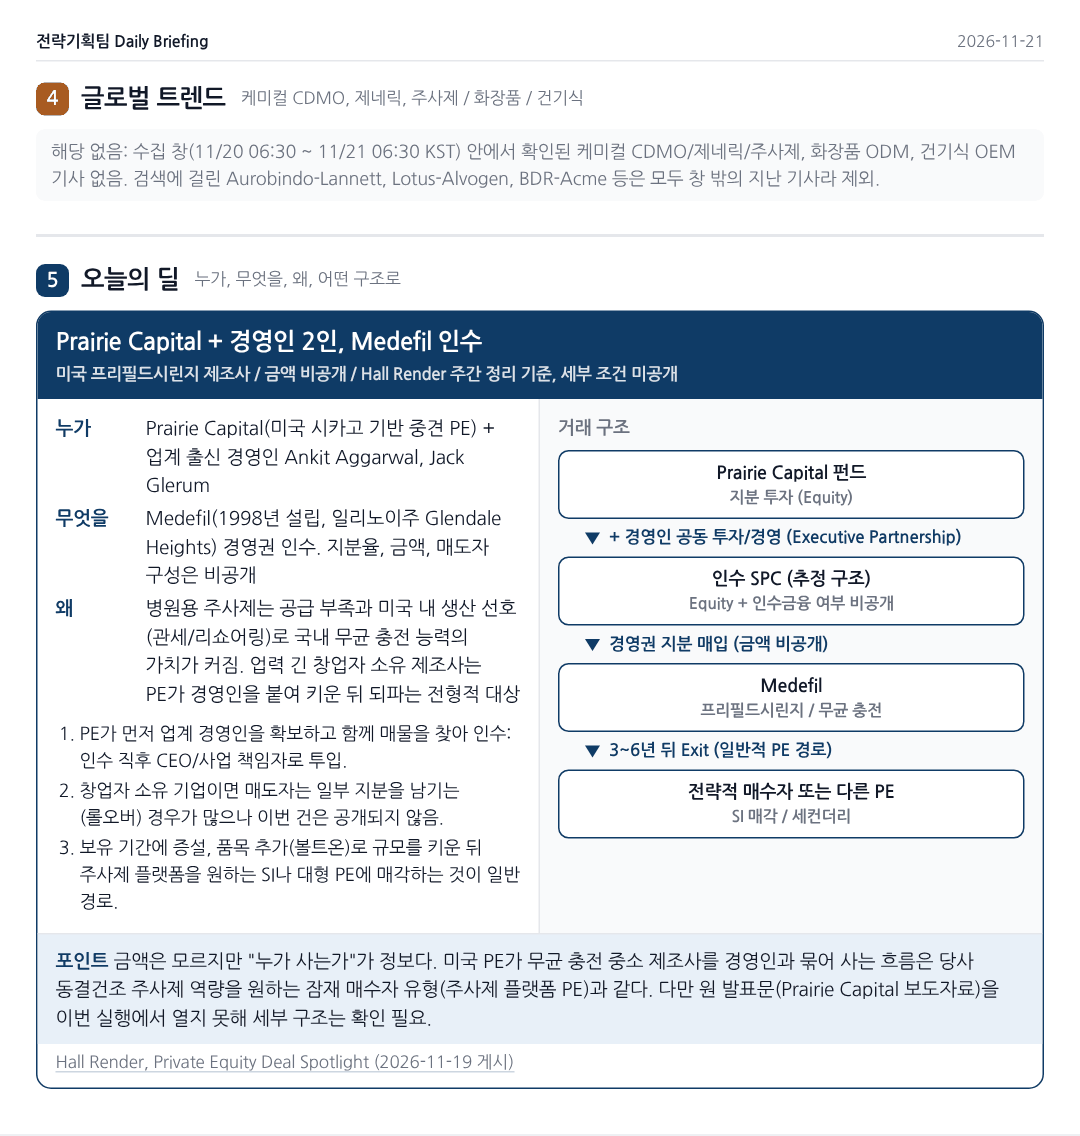 전략기획팀 Daily Briefing
2026-11-21
4 글로벌 트렌드 케미컬 CDMO, 제네릭, 주사제 / 화장품 / 건기식
해당 없음: 수집 창(11/20 06:30 ~ 11/21 06:30 KST) 안에서 확인된 케미컬 CDMO/제네릭/주사제, 화장품 ODM, 건기식 OEM
기사 없음. 검색에 걸린 Aurobindo-Lannett, Lotus-Alvogen, BDR-Acme 등은 모두 창 밖의 지난 기사라 제외.
5 오늘의 딜 누가, 무엇을, 왜, 어떤 구조로
Prairie Capital + 경영인 2인, Medefil 인수
미국 프리필드시린지 제조사 / 금액 비공개 / Hall Render 주간 정리 기준, 세부 조건 미공개
누가 Prairie Capital(미국 시카고 기반 중견 PE) +
업계 출신 경영인 Ankit Aggarwal, Jack
Glerum
무엇을 Medefil(1998년 설립, 일리노이주 Glendale
Heights) 경영권 인수. 지분율, 금액, 매도자
구성은 비공개
왜 병원용 주사제는 공급 부족과 미국 내 생산 선호
(관세/리쇼어링)로 국내 무균 충전 능력의
가치가 커짐. 업력 긴 창업자 소유 제조사는
PE가 경영인을 붙여 키운 뒤 되파는 전형적 대상
1. PE가 먼저 업계 경영인을 확보하고 함께 매물을 찾아 인수:
인수 직후 CEO/사업 책임자로 투입.
2. 창업자 소유 기업이면 매도자는 일부 지분을 남기는
(롤오버) 경우가 많으나 이번 건은 공개되지 않음.
3. 보유 기간에 증설, 품목 추가(볼트온)로 규모를 키운 뒤
주사제 플랫폼을 원하는 SI나 대형 PE에 매각하는 것이 일반
경로.
거래 구조
Prairie Capital 펀드
지분 투자 (Equity)
▼ + 경영인 공동 투자/경영 (Executive Partnership)
인수 SPC (추정 구조)
Equity + 인수금융 여부 비공개
▼ 경영권 지분 매입 (금액 비공개)
Medefil
프리필드시린지 / 무균 충전
▼ 3~6년 뒤 Exit (일반적 PE 경로)
전략적 매수자 또는 다른 PE
SI 매각 / 세컨더리
포인트 금액은 모르지만 "누가 사는가"가 정보다. 미국 PE가 무균 충전 중소 제조사를 경영인과 묶어 사는 흐름은 당사
동결건조 주사제 역량을 원하는 잠재 매수자 유형(주사제 플랫폼 PE)과 같다. 다만 원 발표문(Prairie Capital 보도자료)을
이번 실행에서 열지 못해 세부 구조는 확인 필요.
Hall Render, Private Equity Deal Spotlight (2026-11-19 게시)